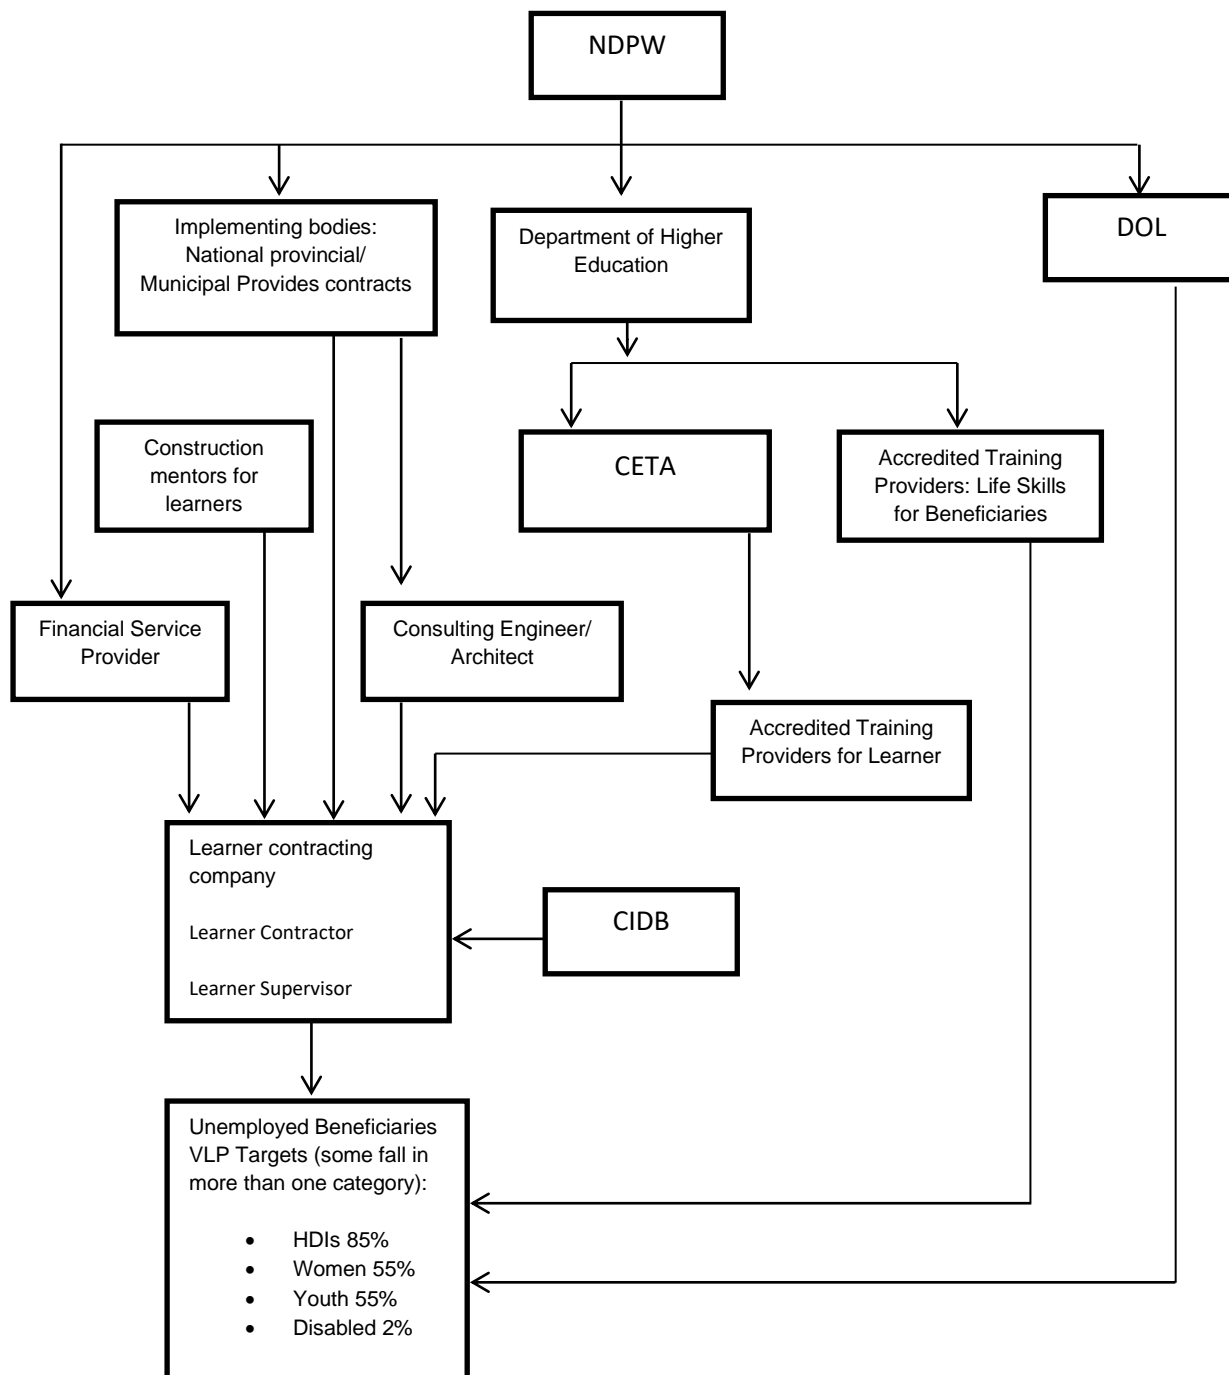 NDPW
Implementing bodies:
National provincial/
Municipal Provides contracts
Department of Higher
Education
DOL
Construction
mentors for
learners
CETA
Accredited Training
Providers: Life Skills
for Beneficiaries
Financial Service
Provider
Consulting Engineer/
Architect
Accredited Training
Providers for Learner
Learner contracting
company
Learner Contractor
Learner Supervisor
CIDB
Unemployed Beneficiaries
VLP Targets (some fall in
more than one category):
• HDIs 85%
• Women 55%
• Youth 55%
• Disabled 2%